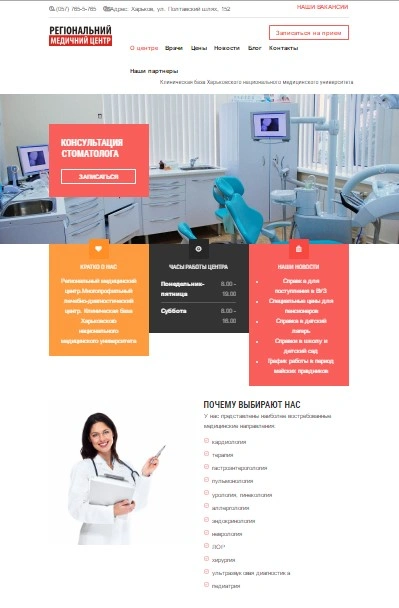 (057) 765-5-765 Адрес: Харьков, ул. Полтавский шлях, 152
НАШИ ВАКАНСИИ
РЕГІОНАЛЬНИЙ
МЕДИЧНИЙ ЦЕНТР
Записаться на прием
О центре Врачи Цены Новости Блог Контакты
Наши партнеры
Клиническая база Харьковского национального медицинского университета
КОНСУЛЬТАЦИЯ
СТОМАТОЛОГА
ЗАПИСАТЬСЯ
КРАТКО О НАС
Региональный медицинский
центр.Многопрофильный
лечебно-диагностический
центр. Клиническая база
Харьковского
национального
медицинского университета
ЧАСЫ РАБОТЫ ЦЕНТРА
Понедельник- 8.00 -
пятница 19.00
Суббота 8.00 -
16.00
НАШИ НОВОСТИ
Справка для
поступления в ВУЗ
Специальные цены для
пенсионеров
Справка в детский
лагерь
Справки в школу и
детский сад
График работы в период
майских праздников
ПОЧЕМУ ВЫБИРАЮТ НАС
У нас представлены наиболее востребованные
медицинские направления:
кардиология
терапия
гастроэнтерология
пульмонология
урология, гинекология
аллергология
эндокринология
неврология
ЛОР
хирургия
ультразвуковая диагностика
педиатрия